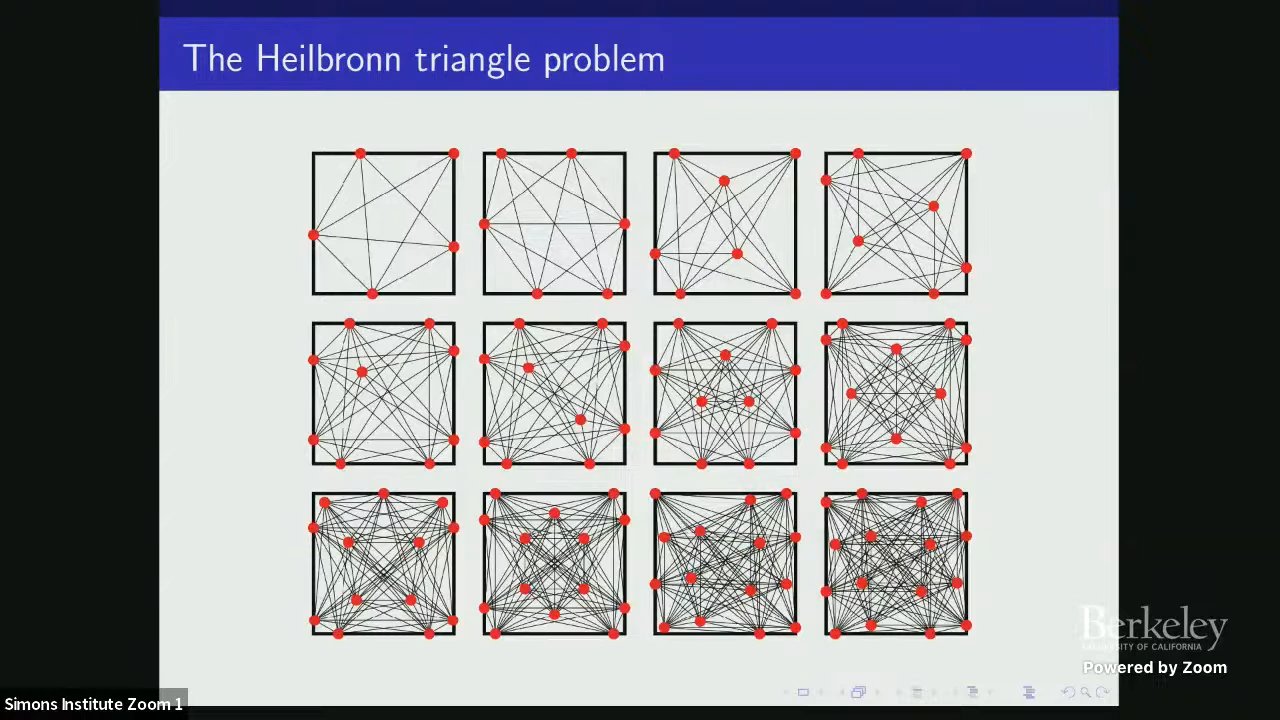 The Heilbronn triangle problem
Berkeley
UNIVERSITY OF CALIFORNIA
Powered by Zoom
Simons Institute Zoom 1